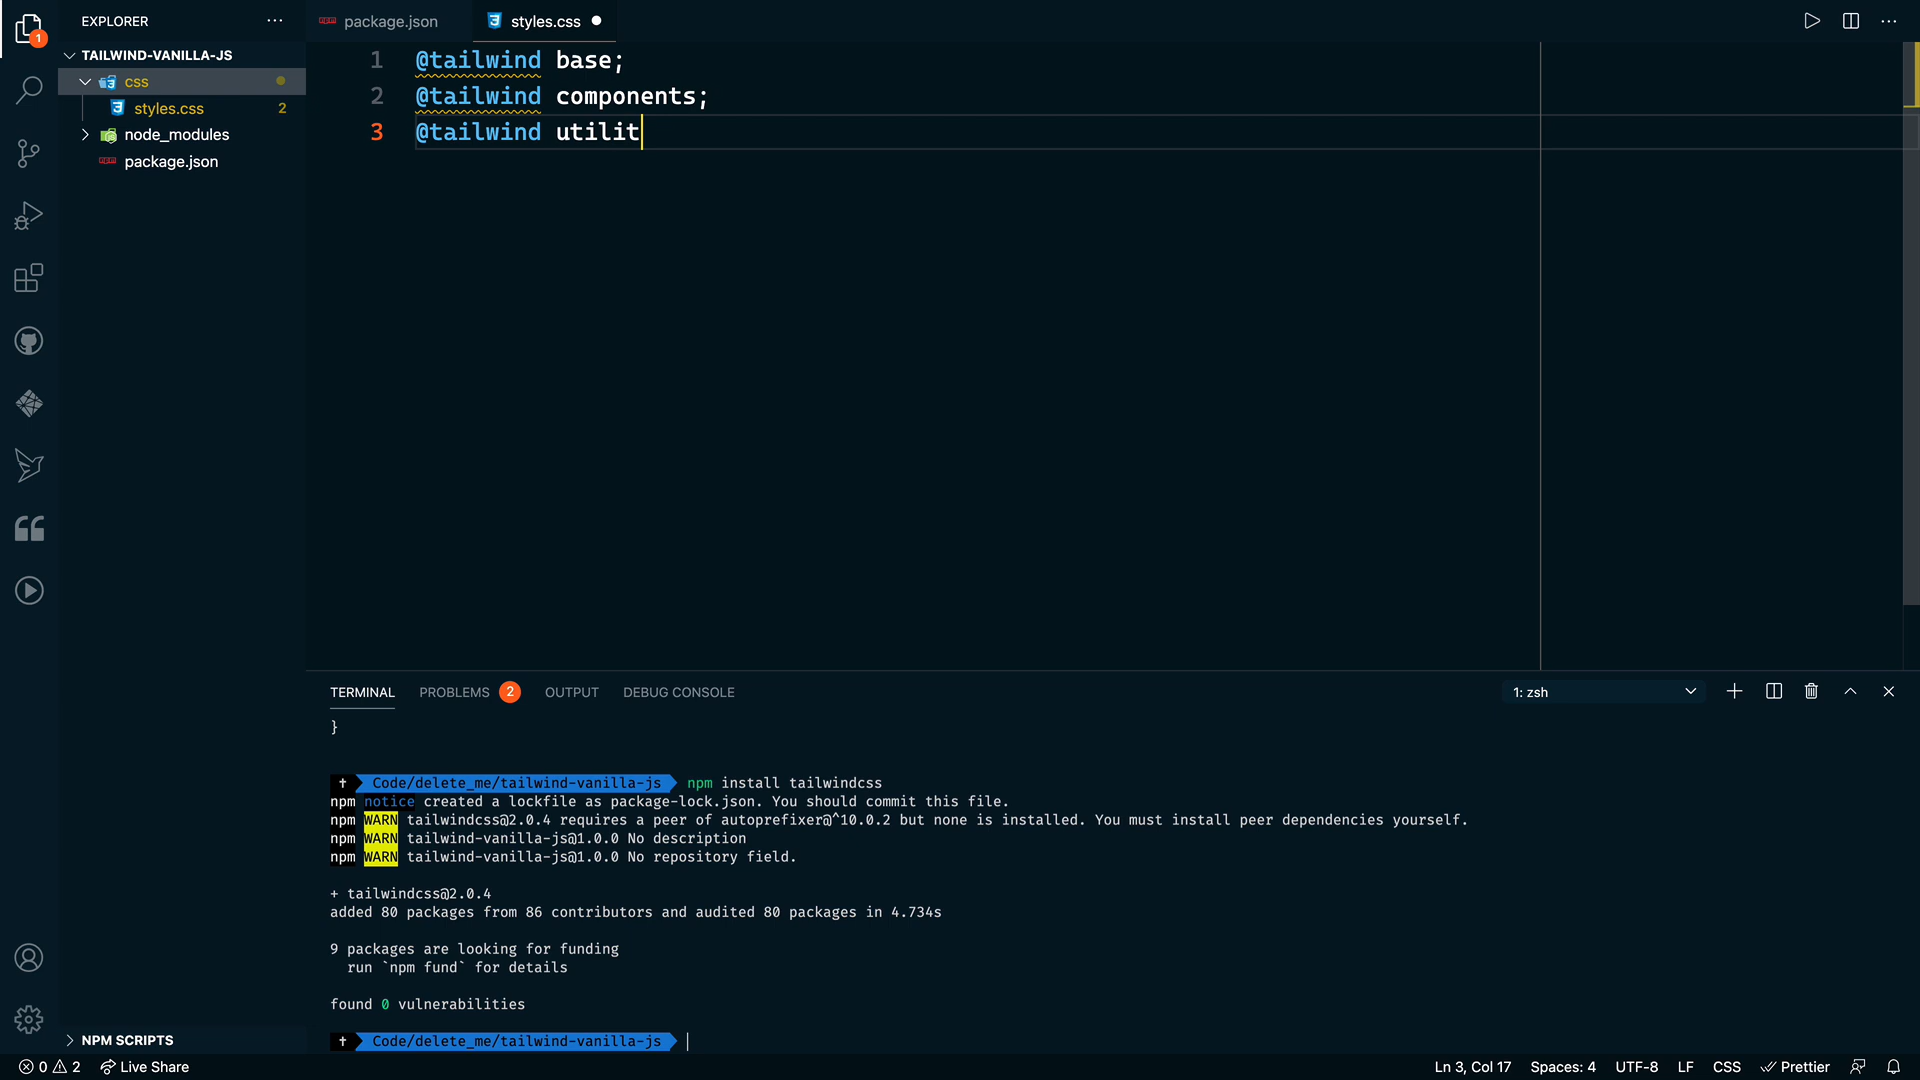 EXPLORER
package.json
styles.css
1
TAILWIND-VANILLA-JS
css
styles.css 2
node_modules
package.json
1 @tailwind base;
2 @tailwind components;
3 @tailwind utilit
TERMINAL PROBLEMS 2 OUTPUT DEBUG CONSOLE
1: zsh
}
Code/delete_me/tailwind-vanilla-js npm install tailwindcss
npm notice created a lockfile as package-lock.json. You should commit this file.
npm WARN tailwindcss@2.0.4 requires a peer of autoprefixer@^10.0.2 but none is installed. You must install peer dependencies yourself.
npm WARN tailwind-vanilla-js@1.0.0 No description
npm WARN tailwind-vanilla-js@1.0.0 No repository field.
+ tailwindcss@2.0.4
added 80 packages from 86 contributors and audited 80 packages in 4.734s
9 packages are looking for funding
run `npm fund` for details
found 0 vulnerabilities
Code/delete_me/tailwind-vanilla-js
NPM SCRIPTS
0 2 Live Share
Ln 3, Col 17 Spaces: 4 UTF-8 LF CSS Prettier